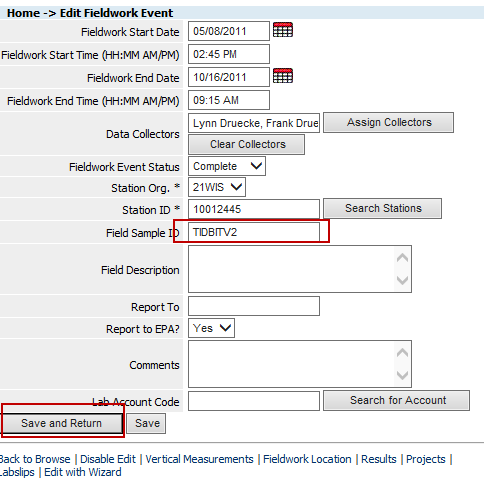 Home -> Edit Fieldwork Event
Fieldwork Start Date 05/08/2011
Fieldwork Start Time (HH:MM AM/PM) 02:45 PM
Fieldwork End Date 10/16/2011
Fieldwork End Time (HH:MM AM/PM) 09:15 AM
Data Collectors Lynn Druecke, Frank Drue Assign Collectors
Clear Collectors
Fieldwork Event Status Complete
Station Org. * 21WIS
Station ID * 10012445 Search Stations
Field Sample ID TIDBITV2
Field Description
Report To
Report to EPA? Yes
Comments
Lab Account Code Search for Account
Save and Return Save
Back to Browse | Disable Edit | Vertical Measurements | Fieldwork Location | Results | Projects |
Labslips | Edit with Wizard